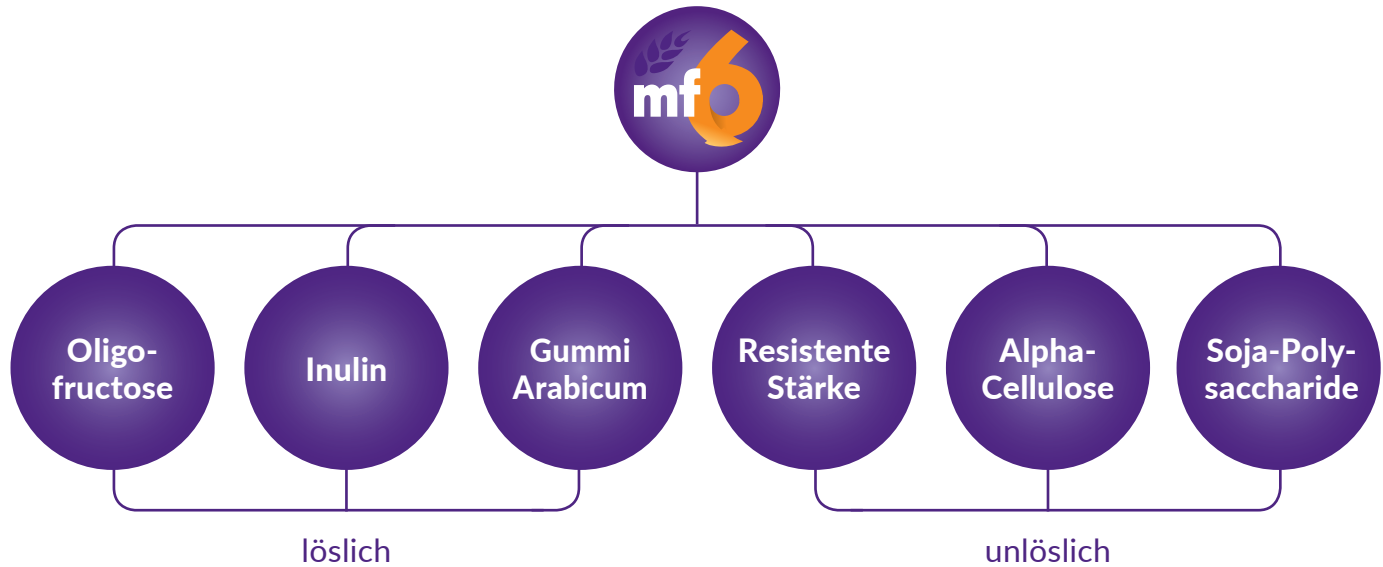 mf6
Oligo-
fructose
Inulin
Gummi
Arabicum
Resistente
Stärke
Alpha-
Cellulose
Soja-Poly-
saccharide
löslich
unlöslich